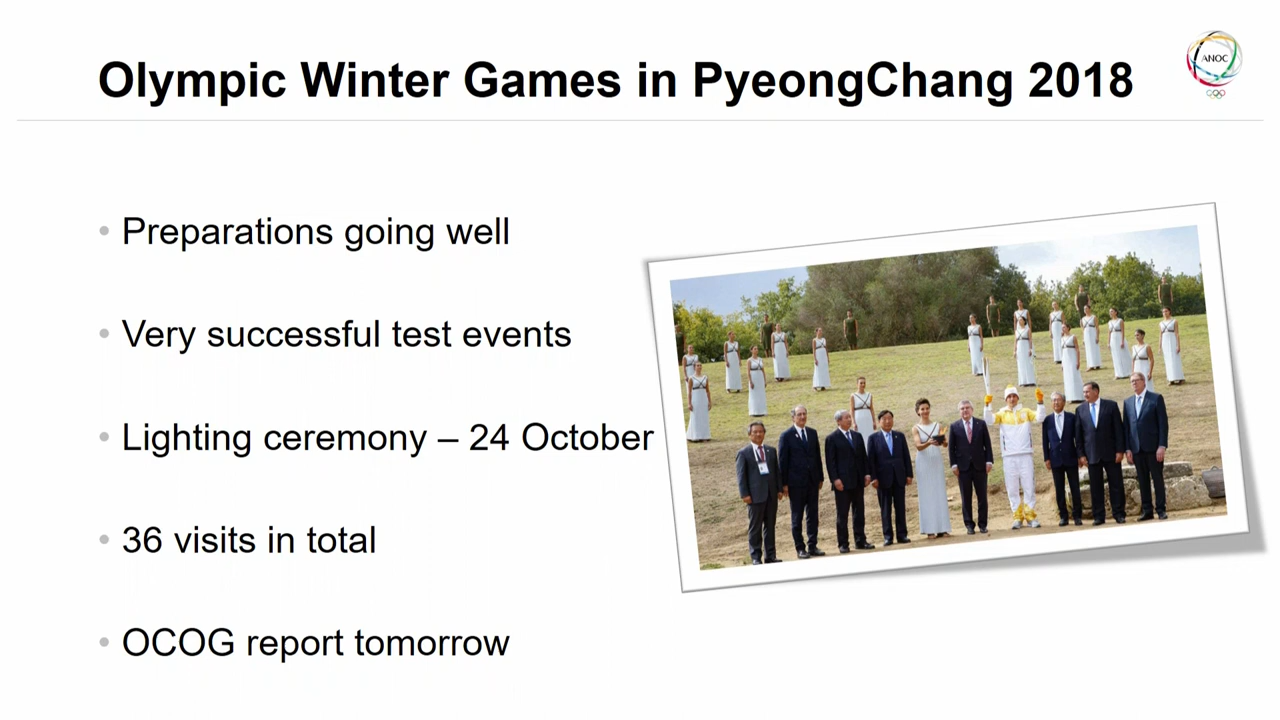 Olympic Winter Games in PyeongChang 2018
ANOC
• Preparations going well
• Very successful test events
• Lighting ceremony – 24 October
• 36 visits in total
• OCOG report tomorrow